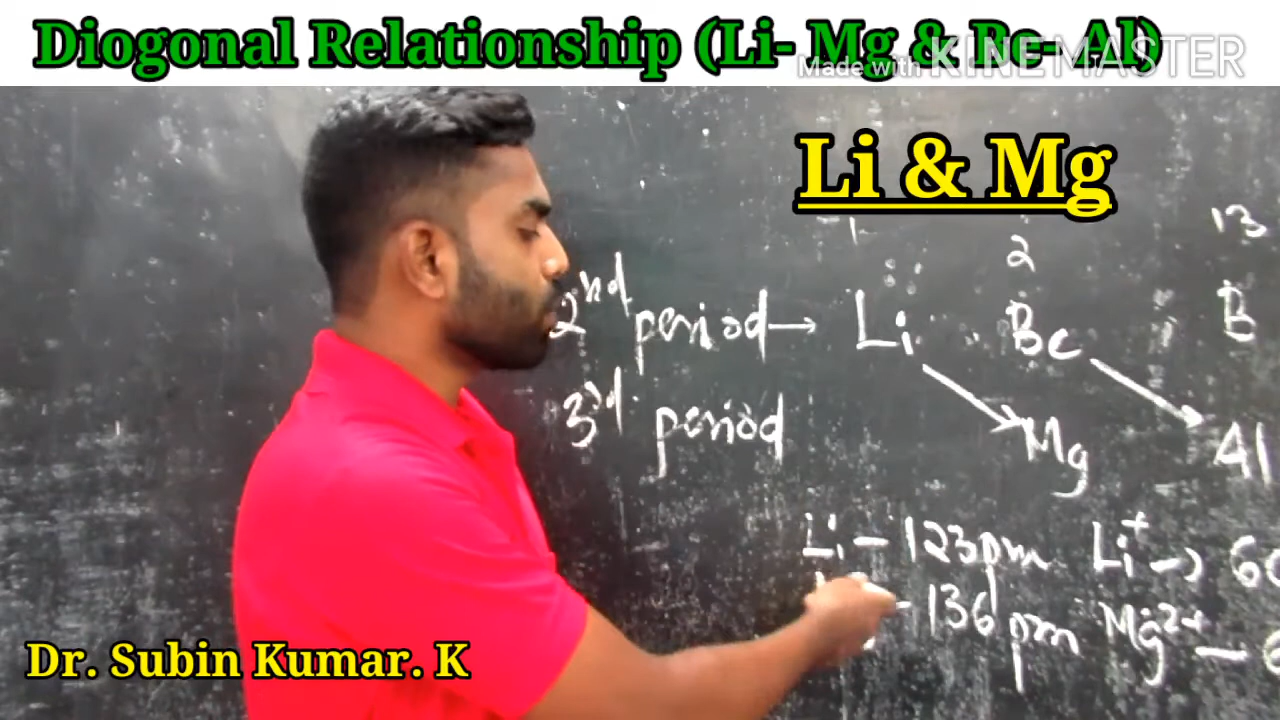 Diogonal Relationship (Li- Mg & Be- Al)
Made with KINEMASTER
Li & Mg
1 2 13
2nd period → Li Be B
3rd period Mg Al
Li - 123pm Li+ → 60
- 136 pm Mg2+ -
Dr. Subin Kumar. K